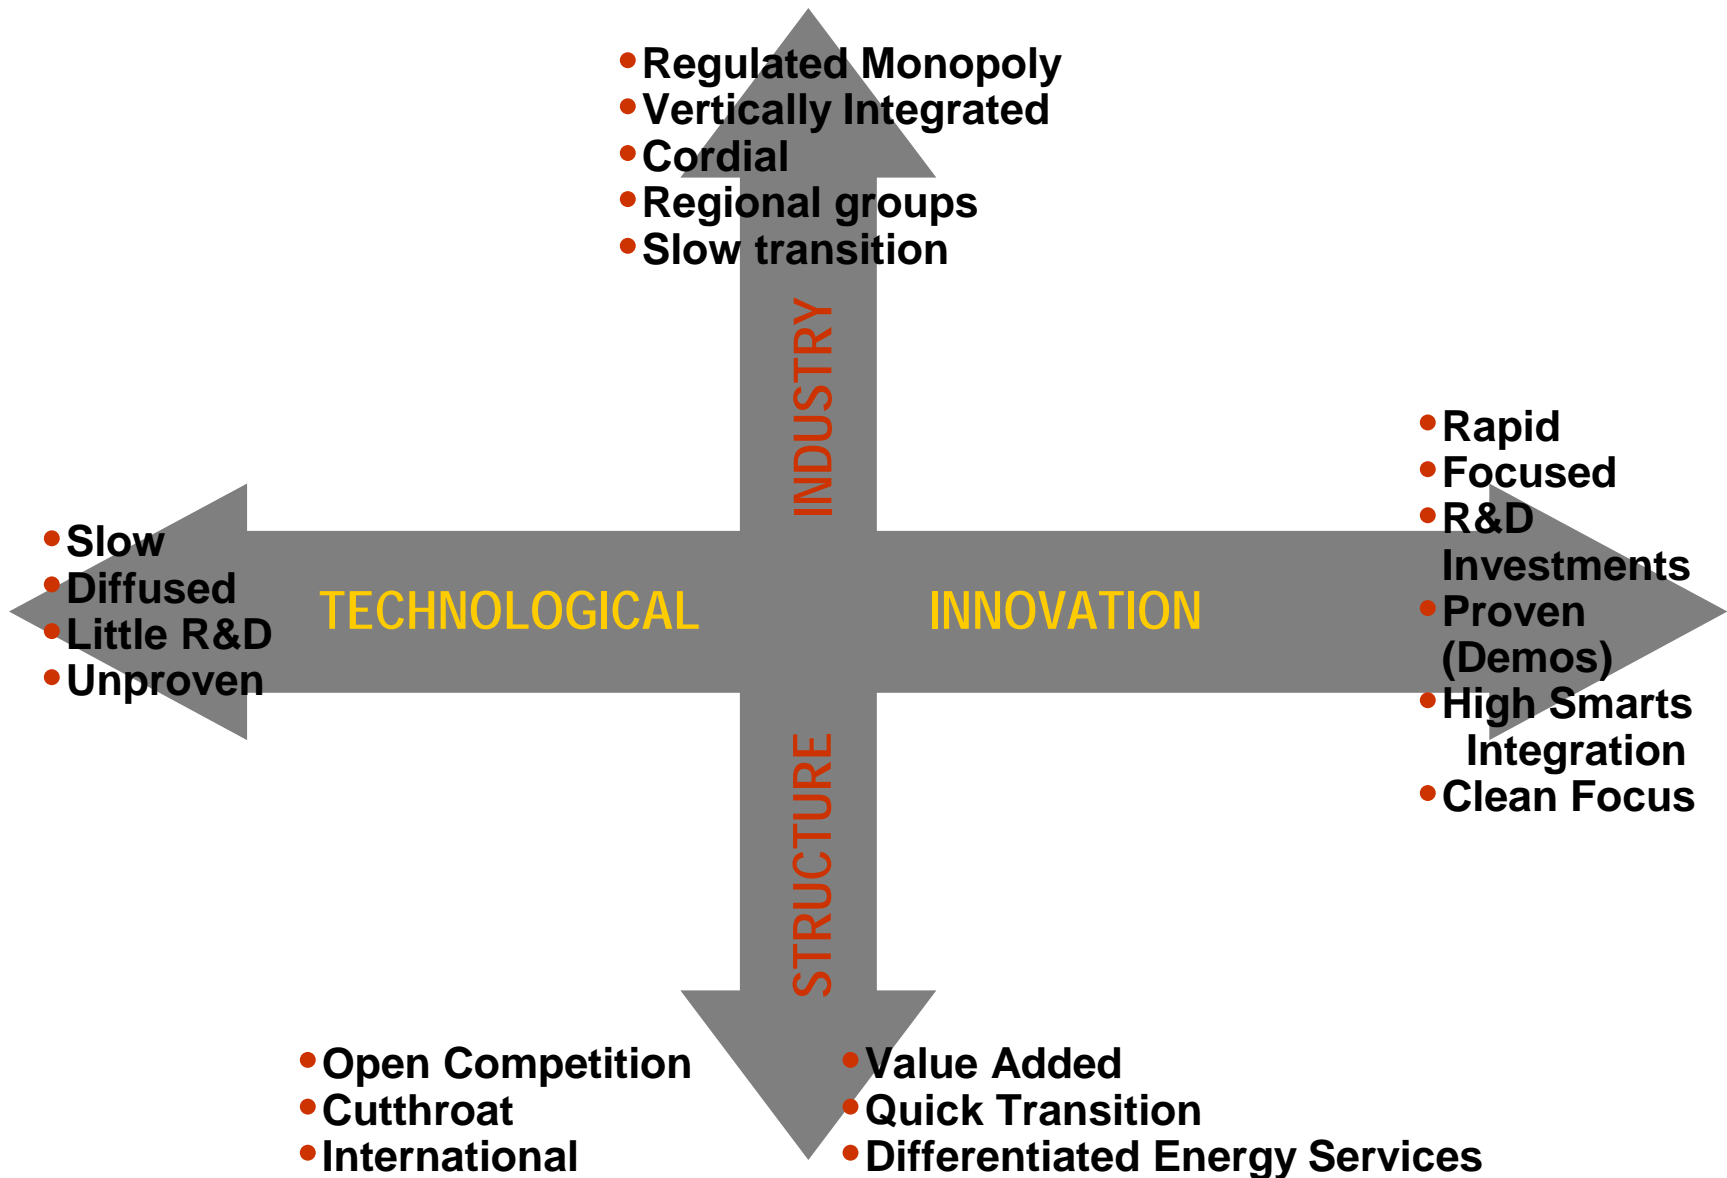 •Regulated Monopoly
•Vertically Integrated
•Cordial
•Regional groups
•Slow transition
INDUSTRY
•Slow
•Diffused
•Little R&D
•Unproven
TECHNOLOGICAL INNOVATION
•Rapid
•Focused
•R&D
Investments
•Proven
(Demos)
•High Smarts
Integration
•Clean Focus
STRUCTURE
•Open Competition
•Cutthroat
•International
•Value Added
•Quick Transition
•Differentiated Energy Services